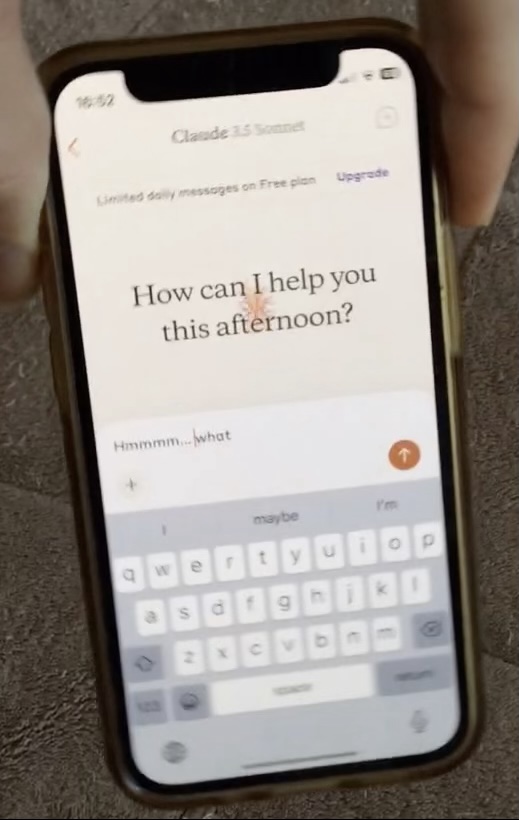 16:52
Claude 3.5 Sonnet
Limited daily messages on Free plan Upgrade
How can I help you
this afternoon?
Hmmmm... what
I maybe I'm
q w e r t y u i o p
a s d f g h j k l
z x c v b n m
123 space return